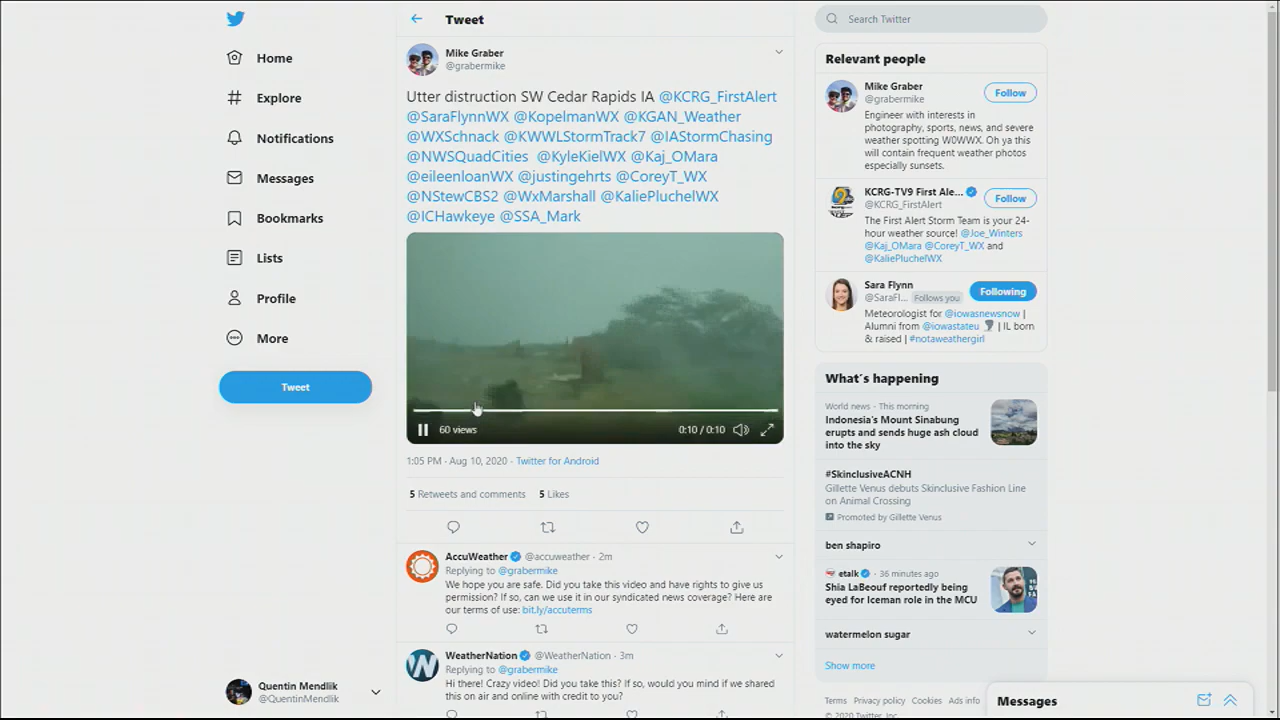 Home
Explore
Notifications
Messages
Bookmarks
Lists
Profile
More
Tweet
Quentin Mendlik
@QuentinMendlik
Tweet
Mike Graber
@grabermike
Utter distruction SW Cedar Rapids IA @KCRG_FirstAlert
@SaraFlynnWX @KopelmanWX @KGAN_Weather
@WXSchnack @KWWLStormTrack7 @IAStormChasing
@NWSQuadCities @KyleKielWX @Kaj_OMara
@eileenloanWX @justingehrts @CoreyT_WX
@NStewCBS2 @WxMarshall @KaliePluchelWX
@ICHawkeye @SSA_Mark
60 views
0:10 / 0:10
1:05 PM · Aug 10, 2020 · Twitter for Android
5 Retweets and comments 5 Likes
AccuWeather @accuweather · 2m
Replying to @grabermike
We hope you are safe. Did you take this video and have rights to give us
permission? If so, can we use it in our syndicated news coverage? Here are
our terms of use: bit.ly/accuterms
WeatherNation @WeatherNation · 3m
Replying to @grabermike
Hi there! Crazy video! Did you take this? If so, would you mind if we shared
this on air and online with credit to you?
Search Twitter
Relevant people
Mike Graber
@grabermike
Follow
Engineer with interests in
photography, sports, news, and severe
weather spotting W0WWX. Oh ya this
will contain frequent weather photos
especially sunsets.
KCRG-TV9 First Ale...
@KCRG_FirstAlert
Follow
The First Alert Storm Team is your 24-
hour weather source! @Joe_Winters
@Kaj_OMara @CoreyT_WX and
@KaliePluchelWX
Sara Flynn
@SaraFl... Follows you
Following
Meteorologist for @iowasnewsnow |
Alumni from @iowastateu 🌪 | IL born
& raised | #notaweathergirl
What's happening
World news · This morning
Indonesia's Mount Sinabung
erupts and sends huge ash cloud
into the sky
#SkinclusiveACNH
Gillette Venus debuts Skinclusive Fashion Line
on Animal Crossing
Promoted by Gillette Venus
ben shapiro
etalk · 36 minutes ago
Shia LaBeouf reportedly being
eyed for Iceman role in the MCU
watermelon sugar
Show more
Terms Privacy policy Cookies Ads info
© 2020 Twitter, Inc.
Messages